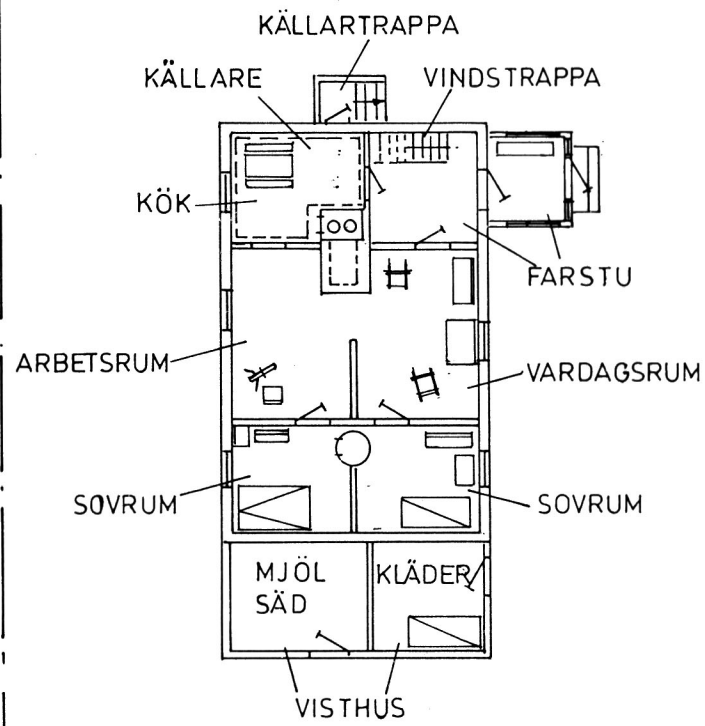 KÄLLARTRAPPA
KÄLLARE
VINDSTRAPPA
KÖK
FARSTU
ARBETSRUM
VARDAGSRUM
SOVRUM
SOVRUM
MJÖL
SÄD
KLÄDER
VISTHUS